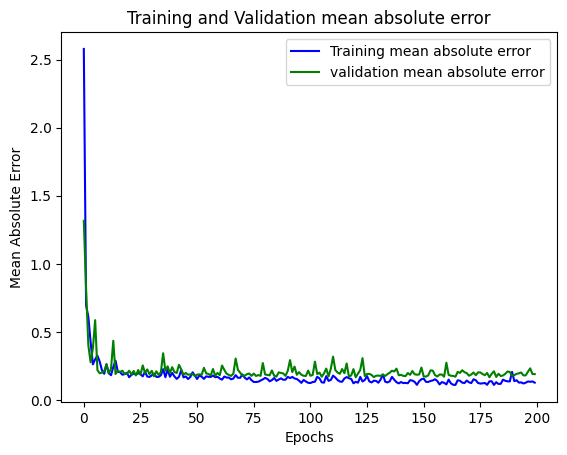 Training and Validation mean absolute error
Training mean absolute error
validation mean absolute error
Mean Absolute Error
2.5
2.0
1.5
1.0
0.5
0.0
0 25 50 75 100 125 150 175 200
Epochs